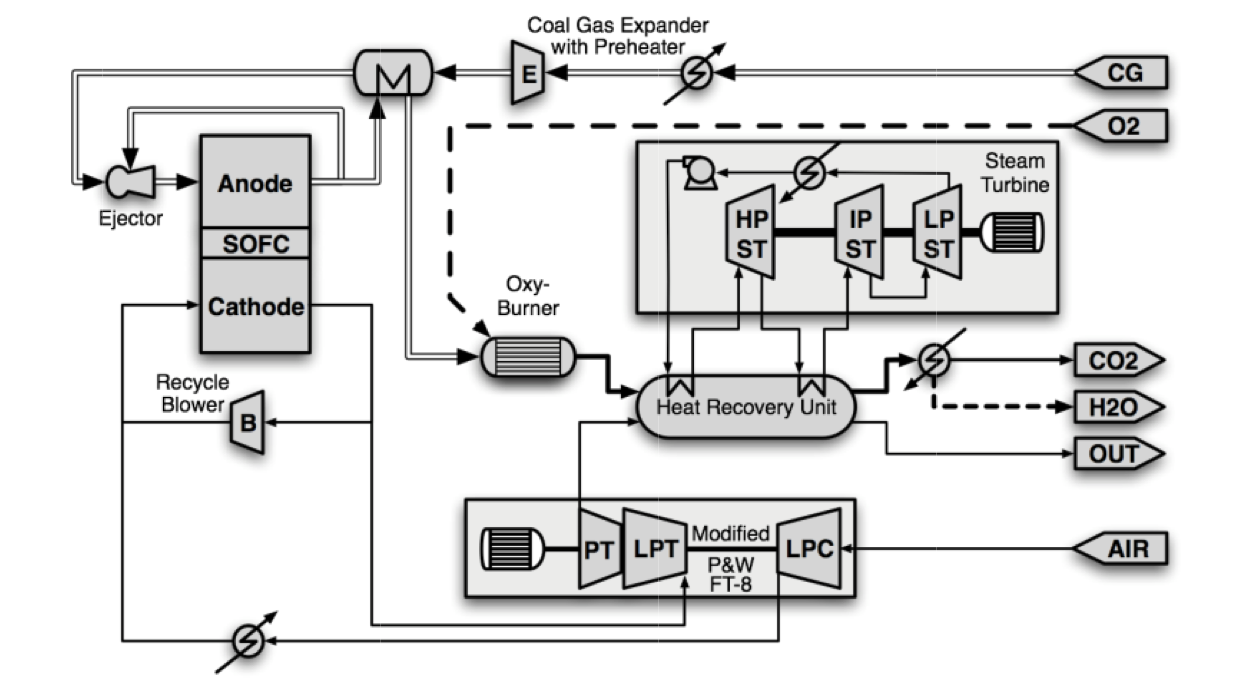 Coal Gas Expander
with Preheater
E
CG
O2
Steam
Turbine
Anode
Ejector
HP
ST
IP
ST
LP
ST
SOFC
Oxy-
Burner
Cathode
CO2
Recycle
Blower
B
Heat Recovery Unit
H2O
OUT
PT
LPT
Modified
P&W
FT-8
LPC
AIR